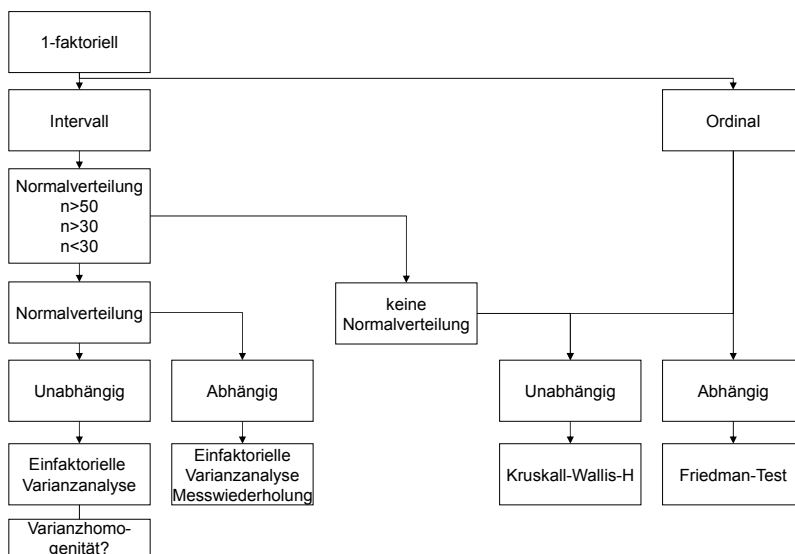 1-faktoriell
Intervall
Ordinal
Normalverteilung
n>50
n>30
n<30
Normalverteilung
keine
Normalverteilung
Unabhängig
Abhängig
Unabhängig
Abhängig
Einfaktorielle
Varianzanalyse
Einfaktorielle
Varianzanalyse
Messwiederholung
Kruskall-Wallis-H
Friedman-Test
Varianzhomo-
genität?